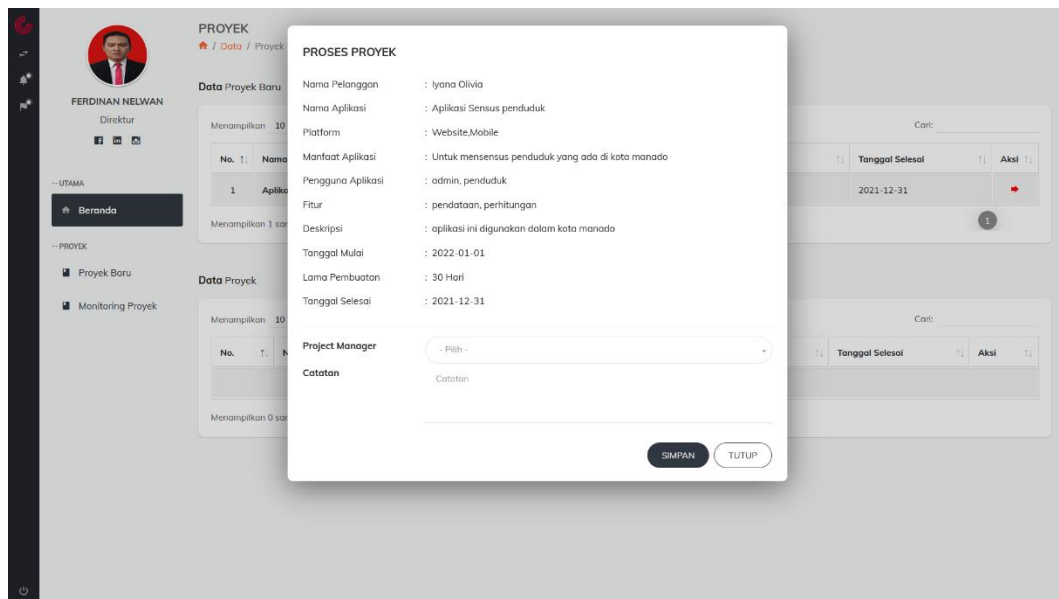 PROYEK
/ Data / Proyek
FERDINAN NELWAN
Direktur
-- UTAMA
Beranda
-- PROYEK
Proyek Baru
Monitoring Proyek
Data Proyek Baru
Menampilkan 10
Cari:
No. Nama
Tanggal Selesai Aksi
1 Aplika
2021-12-31
Menampilkan 1 sam
1
Data Proyek
Menampilkan 10
Cari:
No. N
Tanggal Selesai Aksi
Menampilkan 0 sam
PROSES PROYEK
Nama Pelanggan : Iyana Olivia
Nama Aplikasi : Aplikasi Sensus penduduk
Platform : Website,Mobile
Manfaat Aplikasi : Untuk mensensus penduduk yang ada di kota manado
Pengguna Aplikasi : admin, penduduk
Fitur : pendataan, perhitungan
Deskripsi : aplikasi ini digunakan dalam kota manado
Tanggal Mulai : 2022-01-01
Lama Pembuatan : 30 Hari
Tanggal Selesai : 2021-12-31
Project Manager - Pilih -
Catatan Catatan
SIMPAN TUTUP